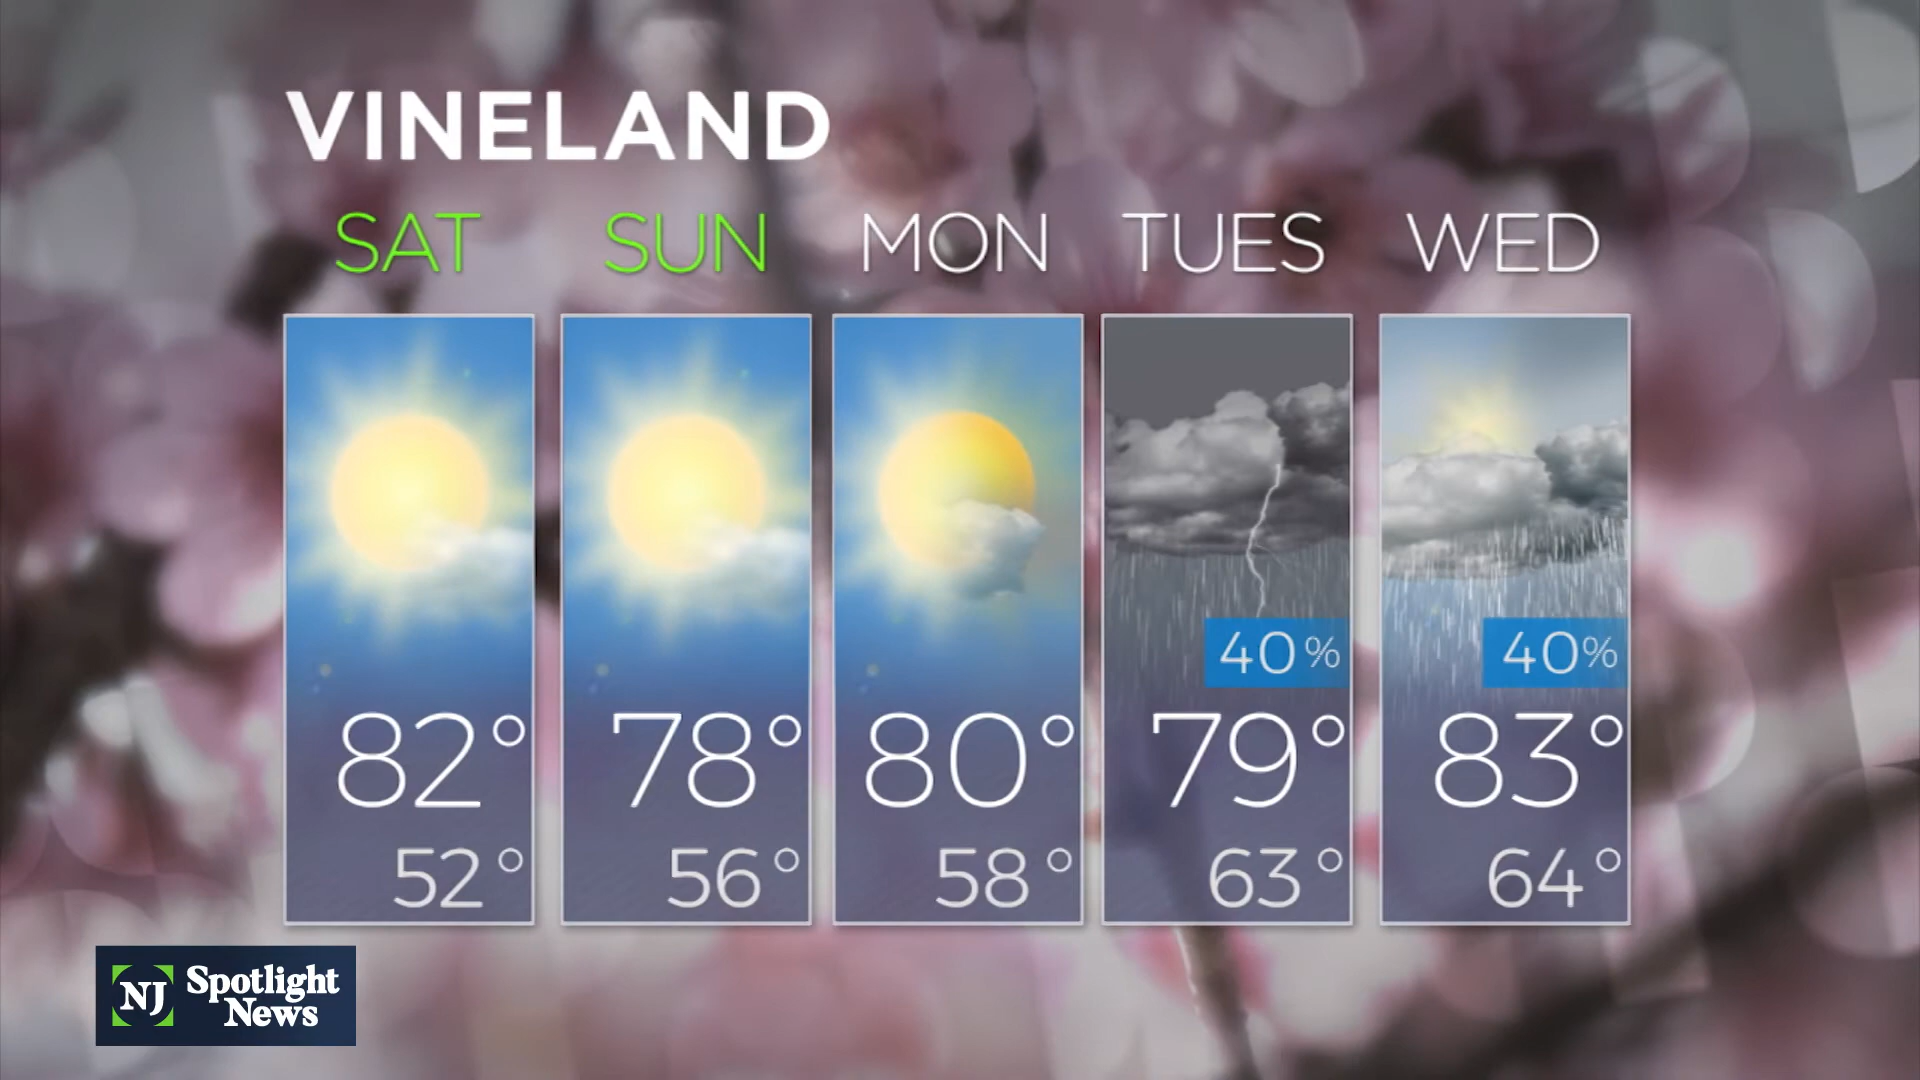 VINELAND
SAT SUN MON TUES WED
40% 40%
82° 78° 80° 79° 83°
52° 56° 58° 63° 64°
NJ Spotlight
News